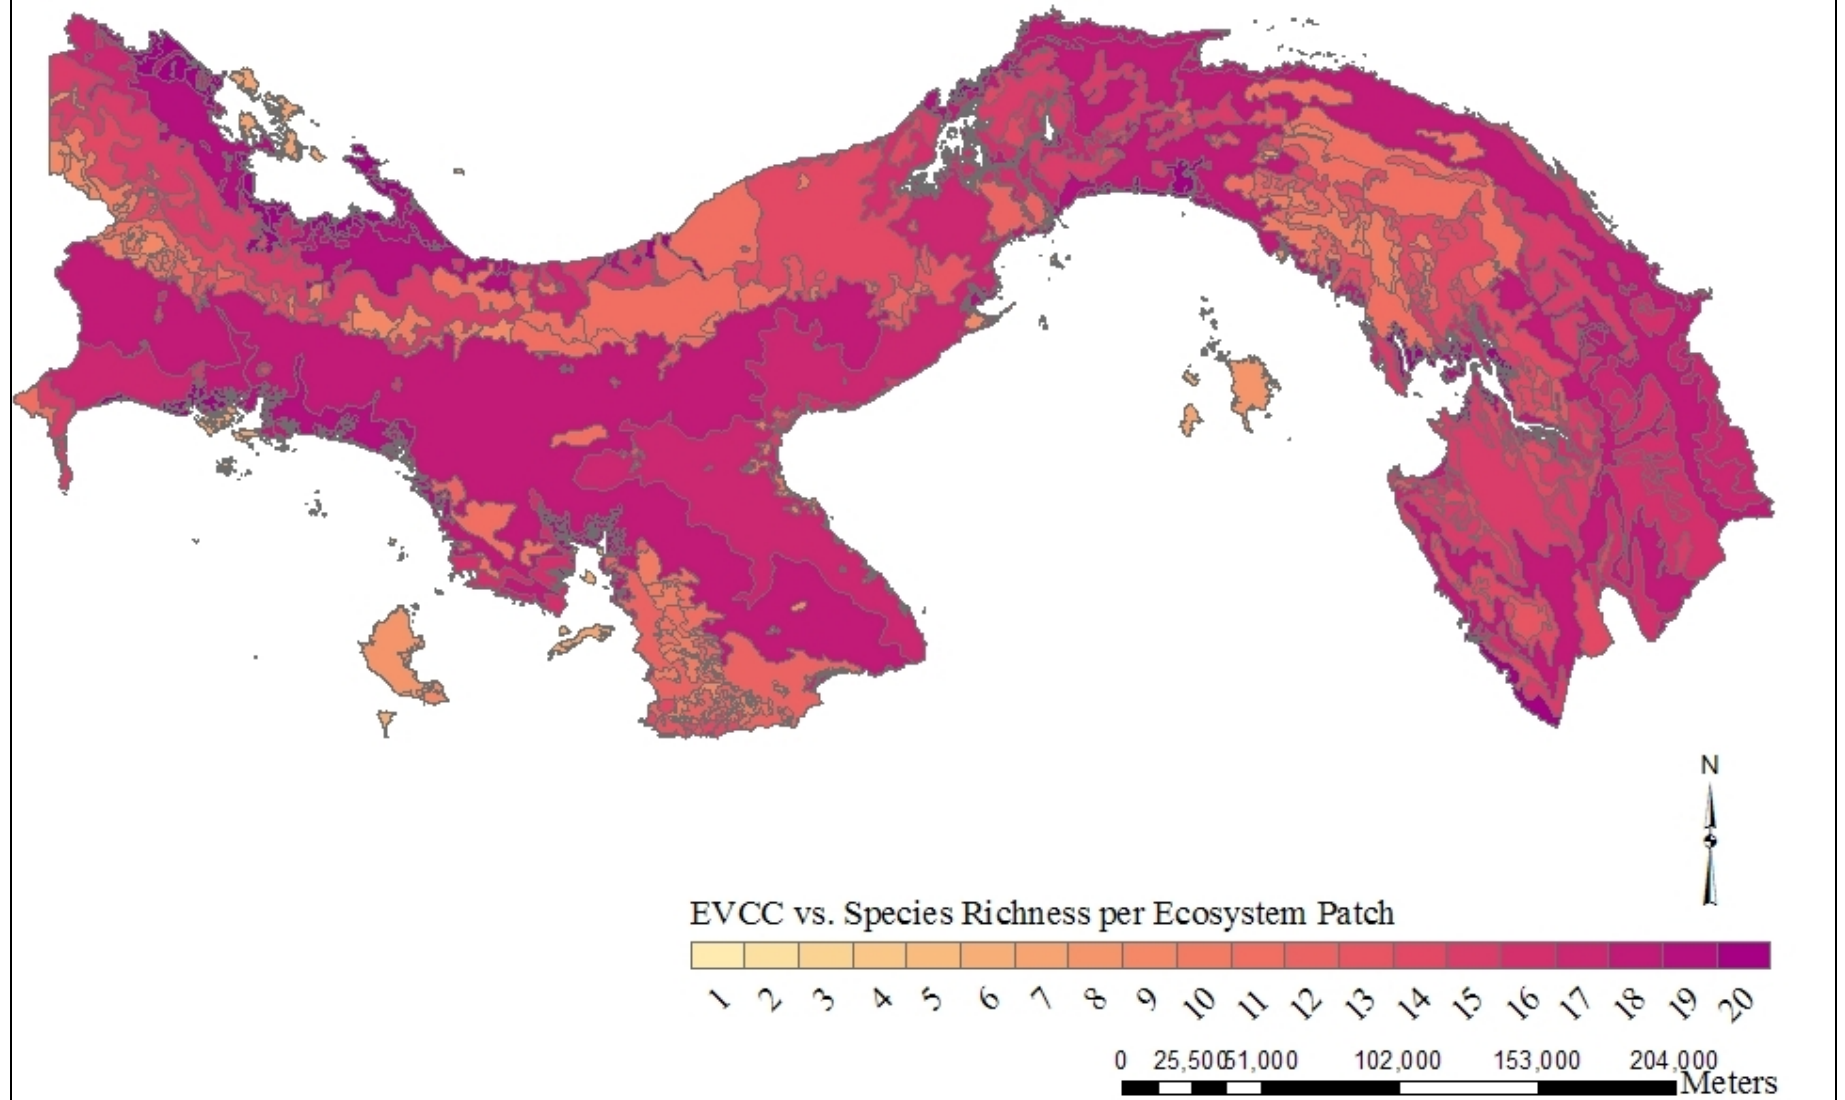 N
EVCC vs. Species Richness per Ecosystem Patch
1 2 3 4 5 6 7 8 9 10 11 12 13 14 15 16 17 18 19 20
0 25,500 51,000 102,000 153,000 204,000
Meters